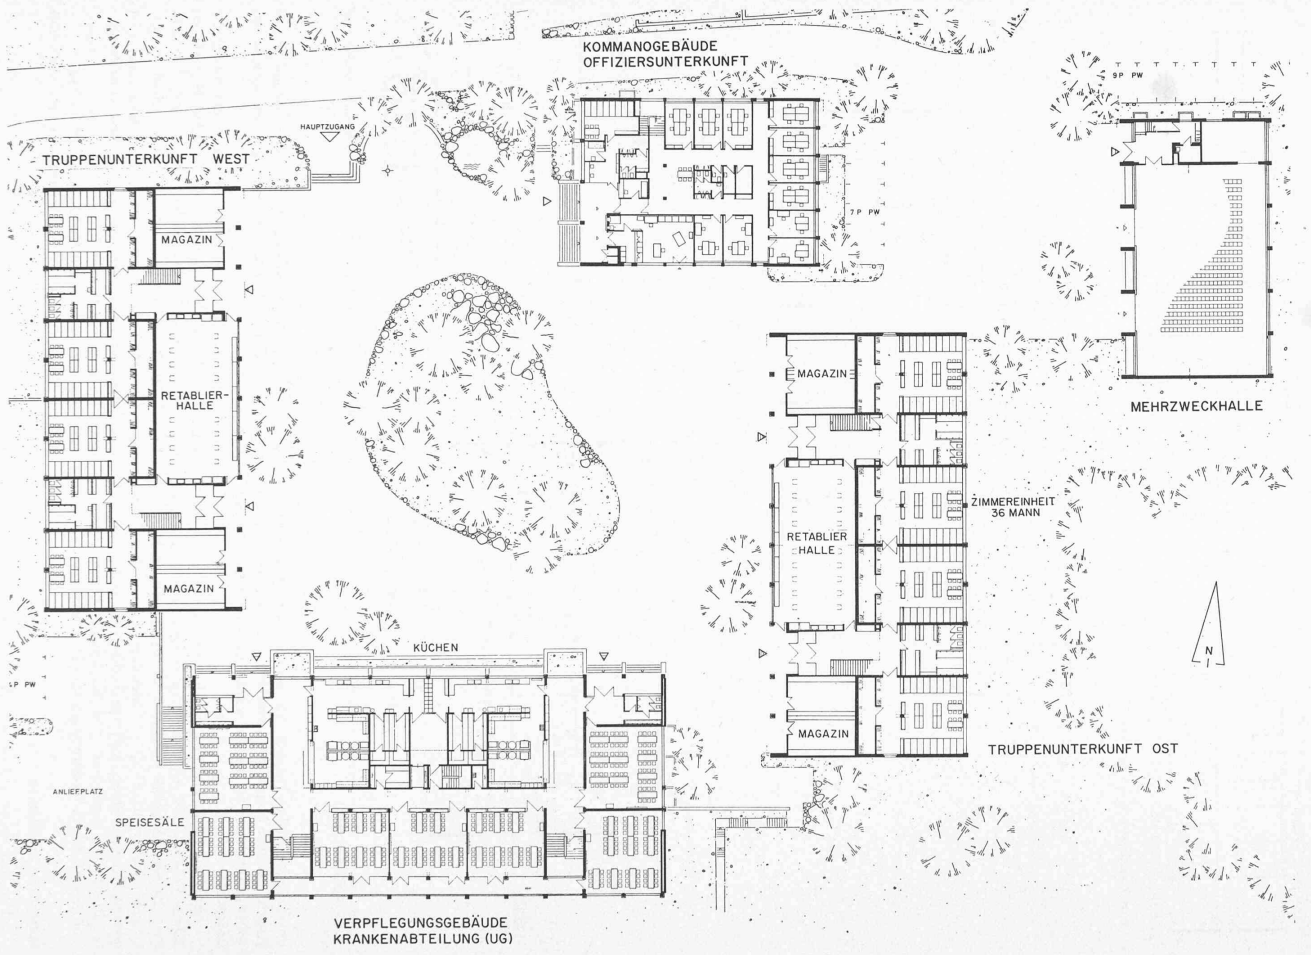 KOMMANOGEBÄUDE
OFFIZIERSUNTERKUNFT
9P PW
HAUPTZUGANG
TRUPPENUNTERKUNFT WEST
MAGAZIN
7P PW
RETABLIER-
HALLE
MAGAZIN
MEHRZWECKHALLE
ZIMMEREINHEIT
36 MANN
RETABLIER
HALLE
MAGAZIN
MAGAZIN
N
KÜCHEN
P PW
TRUPPENUNTERKUNFT OST
ANLIEFPLATZ
SPEISESÄLE
VERPFLEGUNGSGEBÄUDE
KRANKENABTEILUNG (UG)